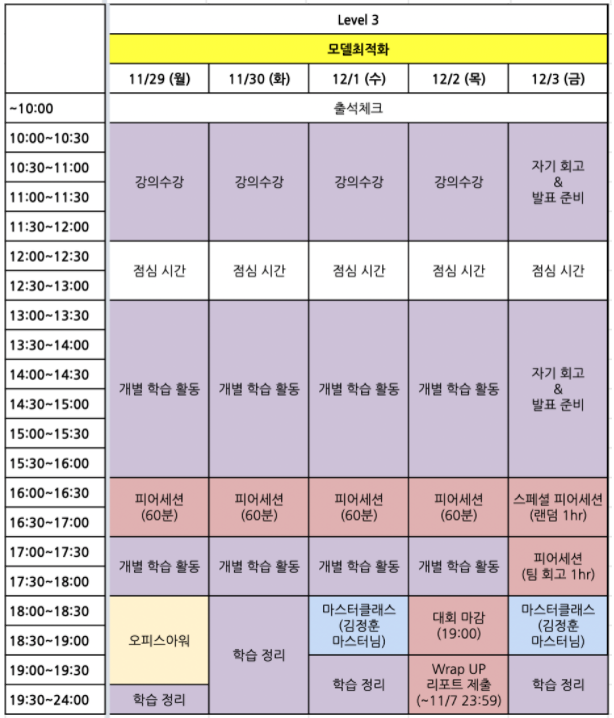 Level 3
모델최적화
11/29 (월) 11/30 (화) 12/1 (수) 12/2 (목) 12/3 (금)
~10:00 출석체크
10:00~10:30
10:30~11:00
11:00~11:30
11:30~12:00
강의수강 강의수강 강의수강 강의수강
자기 회고
&
발표 준비
12:00~12:30
12:30~13:00
점심 시간 점심 시간 점심 시간 점심 시간 점심 시간
13:00~13:30
13:30~14:00
14:00~14:30
14:30~15:00
15:00~15:30
15:30~16:00
개별 학습 활동 개별 학습 활동 개별 학습 활동 개별 학습 활동
자기 회고
&
발표 준비
16:00~16:30
16:30~17:00
피어세션
(60분)
피어세션
(60분)
피어세션
(60분)
피어세션
(60분)
스페셜 피어세션
(랜덤 1hr)
17:00~17:30
17:30~18:00
개별 학습 활동 개별 학습 활동 개별 학습 활동 개별 학습 활동
피어세션
(팀 회고 1hr)
18:00~18:30
18:30~19:00
19:00~19:30
19:30~24:00
오피스아워
학습 정리
학습 정리
마스터클래스
(김정훈
마스터님)
학습 정리
대회 마감
(19:00)
Wrap UP
리포트 제출
(~11/7 23:59)
마스터클래스
(김정훈
마스터님)
학습 정리